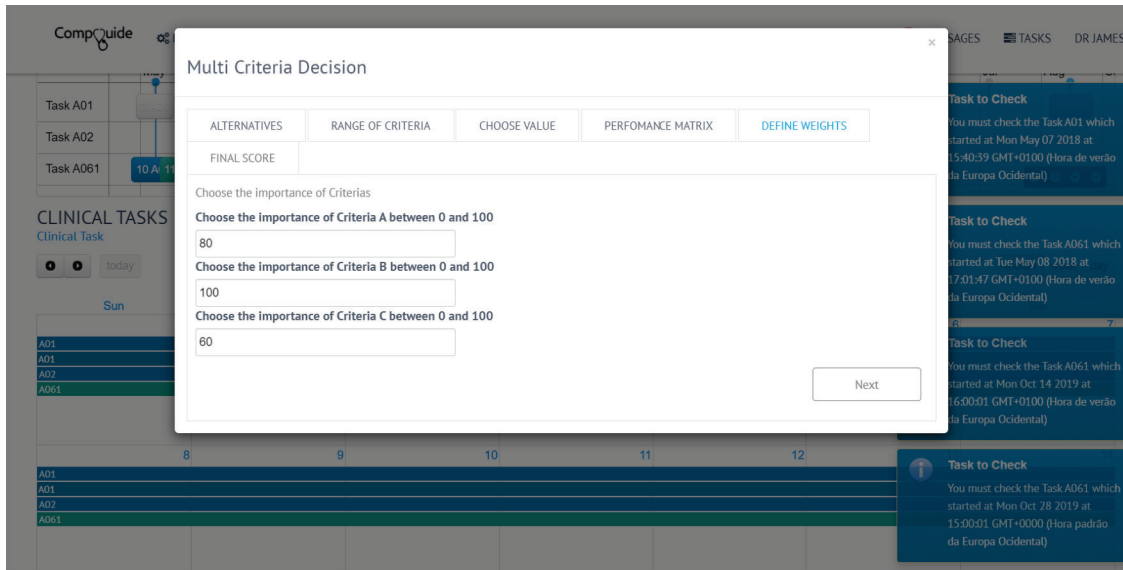 CompGuide
SAGES
TASKS
DR JAMES
May
Jul
Aug
Task A01
Task A02
Task A061
10 A
11
CLINICAL TASKS
Clinical Task
today
Sun
A01
A01
A02
A061
8
9
10
11
12
A01
A01
A02
A061
×
Multi Criteria Decision
ALTERNATIVES
RANGE OF CRITERIA
CHOOSE VALUE
PERFOMANCE MATRIX
DEFINE WEIGHTS
FINAL SCORE
Choose the importance of Criterias
Choose the importance of Criteria A between 0 and 100
80
Choose the importance of Criteria B between 0 and 100
100
Choose the importance of Criteria C between 0 and 100
60
Next
Task to Check
You must check the Task A01 which
started at Mon May 07 2018 at
15:40:39 GMT+0100 (Hora de verão
da Europa Ocidental)
Task to Check
You must check the Task A061 which
started at Tue May 08 2018 at
17:01:47 GMT+0100 (Hora de verão
da Europa Ocidental)
6
7
Task to Check
You must check the Task A061 which
started at Mon Oct 14 2019 at
16:00:01 GMT+0100 (Hora de verão
da Europa Ocidental)
Task to Check
You must check the Task A061 which
started at Mon Oct 28 2019 at
15:00:01 GMT+0000 (Hora padrão
da Europa Ocidental)